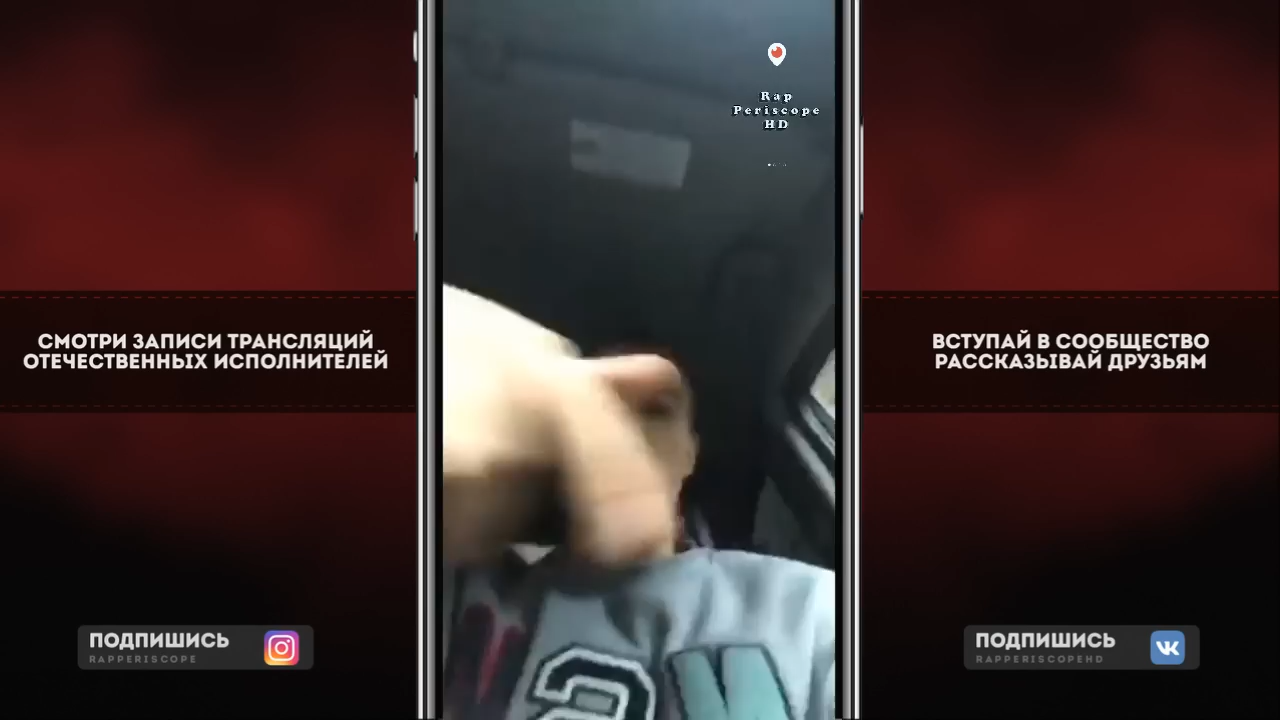 Rap
Periscope
HD
СМОТРИ ЗАПИСИ ТРАНСЛЯЦИЙ
ОТЕЧЕСТВЕННЫХ ИСПОЛНИТЕЛЕЙ
ВСТУПАЙ В СООБЩЕСТВО
РАССКАЗЫВАЙ ДРУЗЬЯМ
ПОДПИШИСЬ
RAPPERISCOPE
ПОДПИШИСЬ
RAPPERISCOPEHD